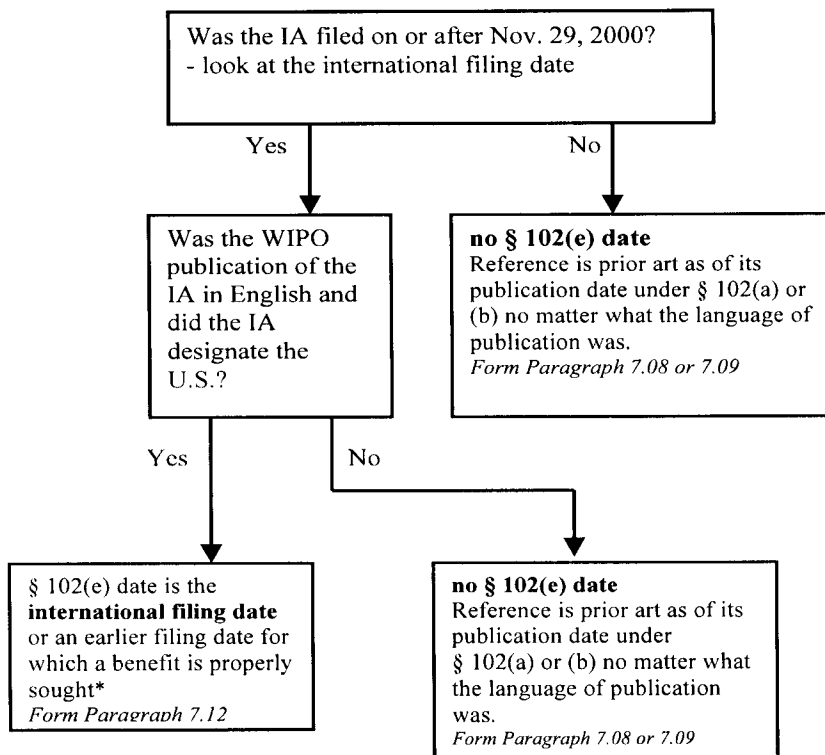 Was the IA filed on or after Nov. 29, 2000?
- look at the international filing date
Yes
No
Was the WIPO
publication of the
IA in English and
did the IA
designate the
U.S.?
no § 102(e) date
Reference is prior art as of its
publication date under § 102(a) or
(b) no matter what the language of
publication was.
Form Paragraph 7.08 or 7.09
Yes
No
§ 102(e) date is the
international filing date
or an earlier filing date for
which a benefit is properly
sought*
Form Paragraph 7.12
no § 102(e) date
Reference is prior art as of its
publication date under
§ 102(a) or (b) no matter what
the language of publication
was.
Form Paragraph 7.08 or 7.09